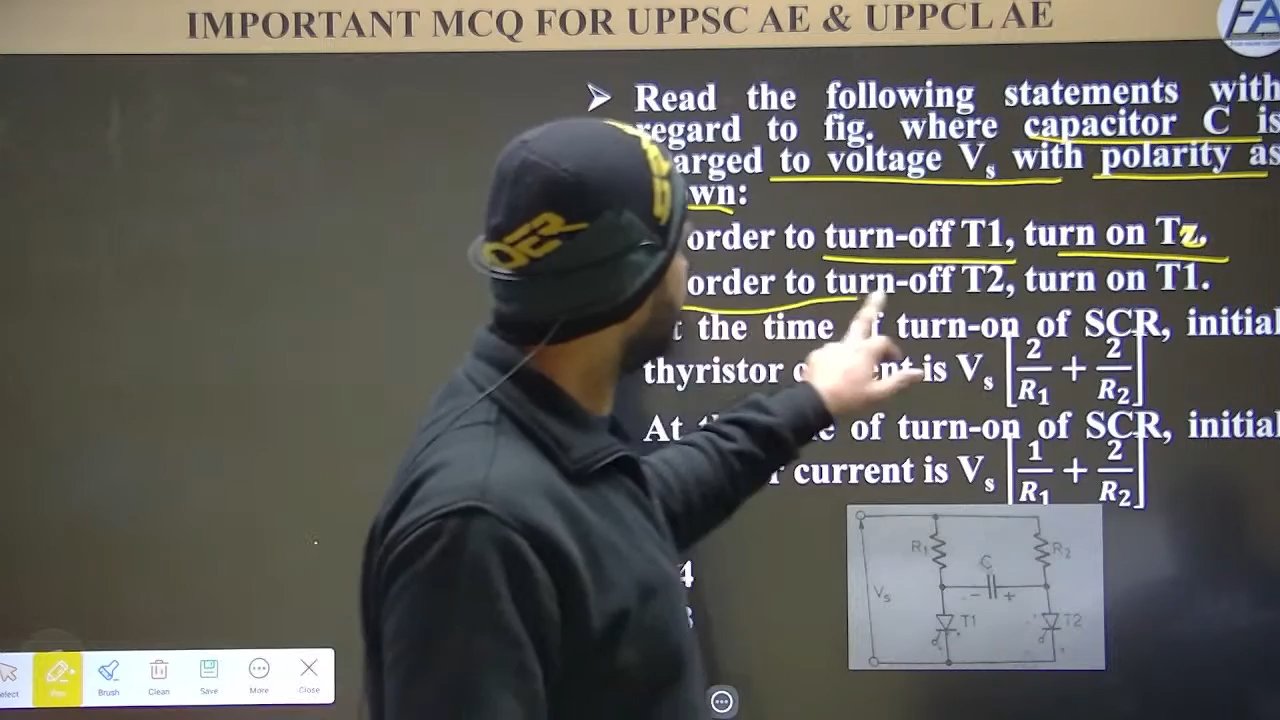 IMPORTANT MCQ FOR UPPSC AE & UPPCL AE
FA
➢ Read the following statements with
regard to fig. where capacitor C is
arged to voltage Vs with polarity as
wn:
order to turn-off T1, turn on Tz.
order to turn-off T2, turn on T1.
t the time f turn-on of SCR, initial
thyristor c ent is Vs [2/R1 + 2/R2]
At e of turn-on of SCR, initial
r current is Vs [1/R1 + 2/R2]
R1 C R2
Vs - +
T1 T2
4
Select Pen Brush Clean Save More Close